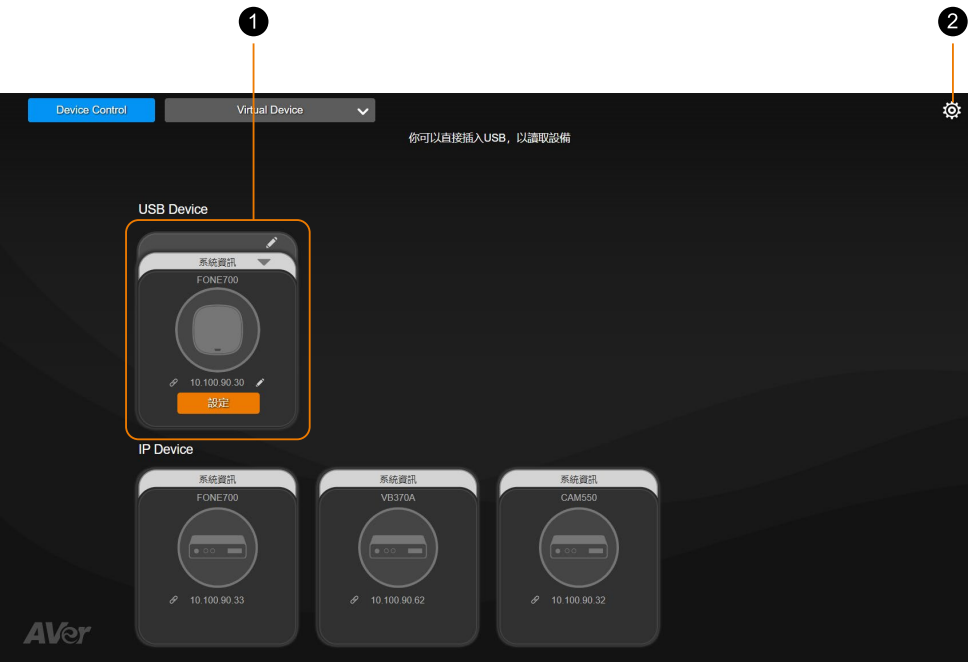 1
2
Device Control
Virtual Device
你可以直接插入USB，以讀取設備
USB Device
系統資訊
FONE700
10.100.90.30
設定
IP Device
系統資訊
FONE700
10.100.90.33
系統資訊
VB370A
10.100.90.62
系統資訊
CAM550
10.100.90.32
AVer